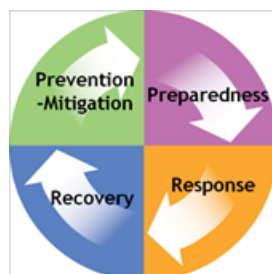 Prevention
-Mitigation
Preparedness
Recovery
Response